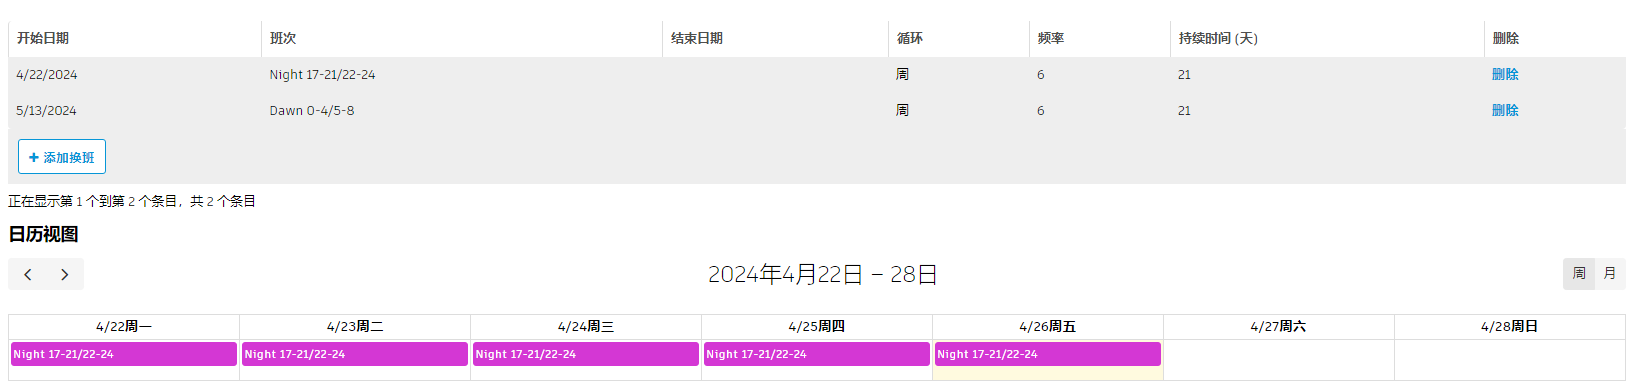 开始日期 班次 结束日期 循环 频率 持续时间 (天) 删除
4/22/2024 Night 17-21/22-24 周 6 21 删除
5/13/2024 Dawn 0-4/5-8 周 6 21 删除
+ 添加换班
正在显示第 1 个到第 2 个条目，共 2 个条目
日历视图
< > 2024年4月22日 – 28日 周 月
4/22周一 4/23周二 4/24周三 4/25周四 4/26周五 4/27周六 4/28周日
Night 17-21/22-24 Night 17-21/22-24 Night 17-21/22-24 Night 17-21/22-24 Night 17-21/22-24